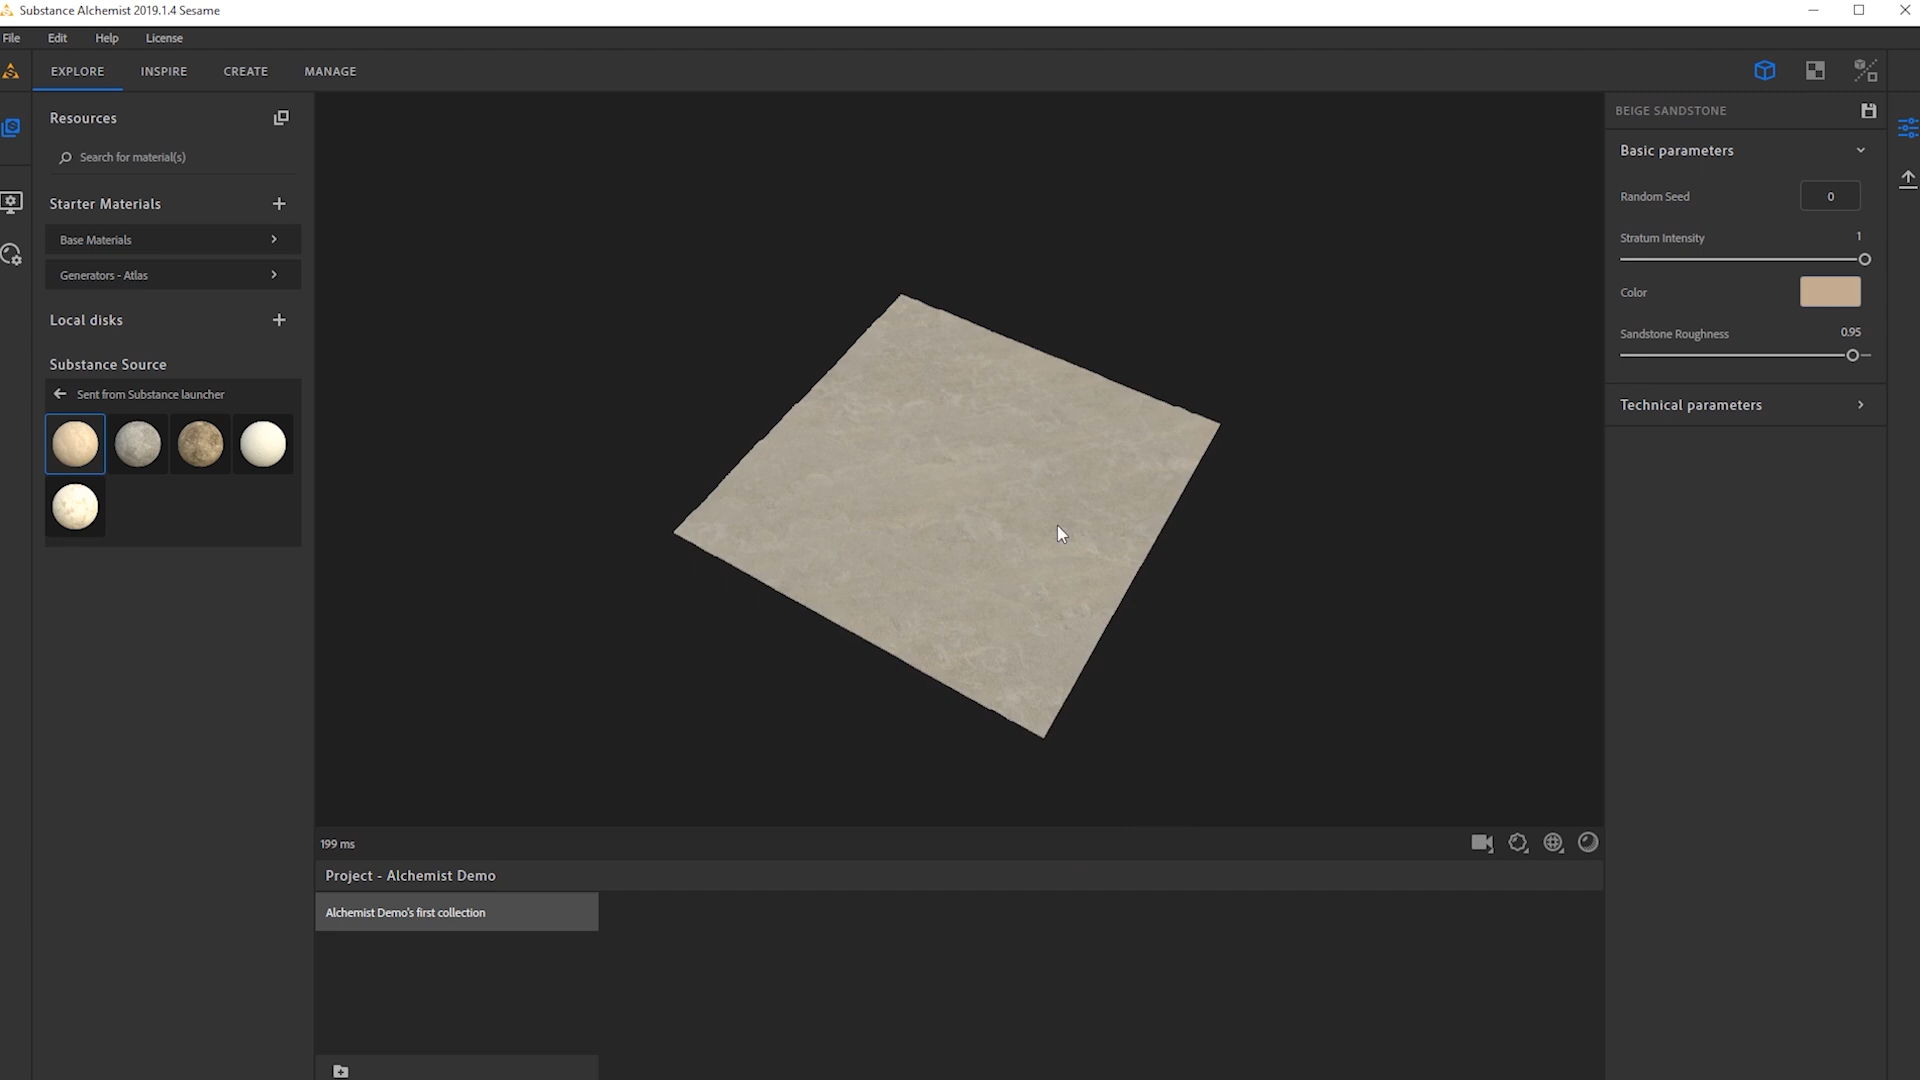 Substance Alchemist 2019.1.4 Sesame
File Edit Help License
EXPLORE INSPIRE CREATE MANAGE
Resources
Search for material(s)
Starter Materials
Base Materials
Generators - Atlas
Local disks
Substance Source
Sent from Substance launcher
199 ms
Project - Alchemist Demo
Alchemist Demo's first collection
BEIGE SANDSTONE
Basic parameters
Random Seed 0
Stratum Intensity 1
Color
Sandstone Roughness 0.95
Technical parameters